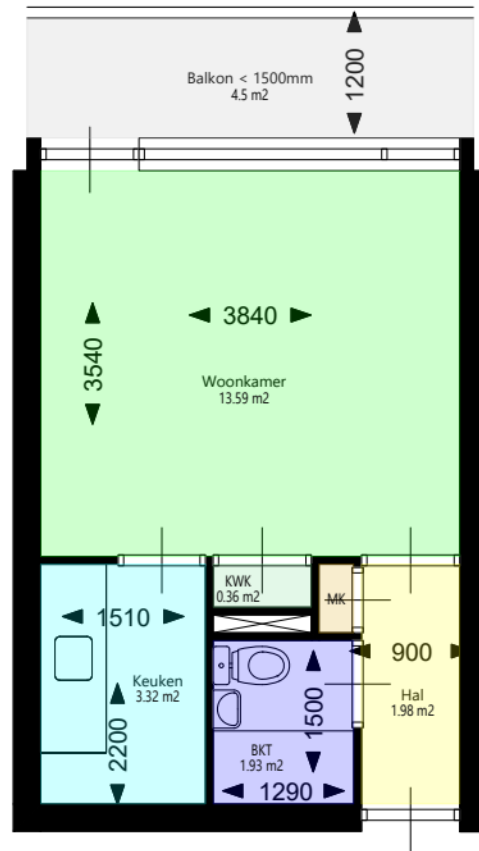 Balkon < 1500mm
4.5 m2
1200
3840
3540
Woonkamer
13.59 m2
KWK
0.36 m2
MK
1510
900
Keuken
3.32 m2
Hal
1.98 m2
1500
2200
BKT
1.93 m2
1290